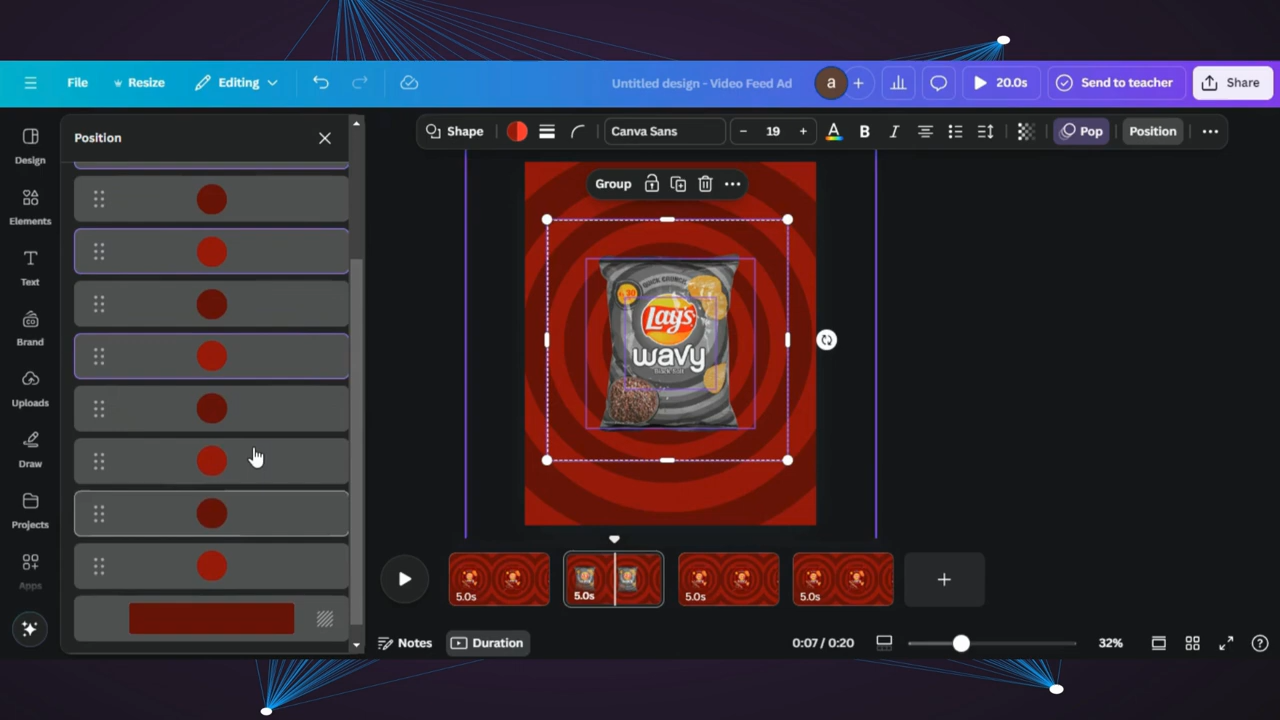 File
Resize
Editing
Untitled design - Video Feed Ad
a
20.0s
Send to teacher
Share
Position
Shape
Canva Sans
19
A
B
I
Pop
Position
Design
Elements
Text
Brand
Uploads
Draw
Projects
Apps
Group
Lay's
wavy
5.0s
5.0s
5.0s
5.0s
Notes
Duration
0:07 / 0:20
32%